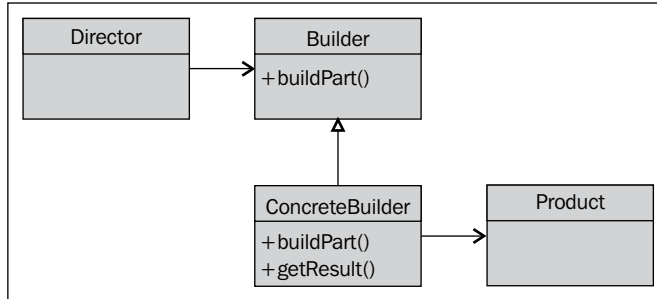 Director
Builder
+buildPart()
ConcreteBuilder
+buildPart()
+getResult()
Product